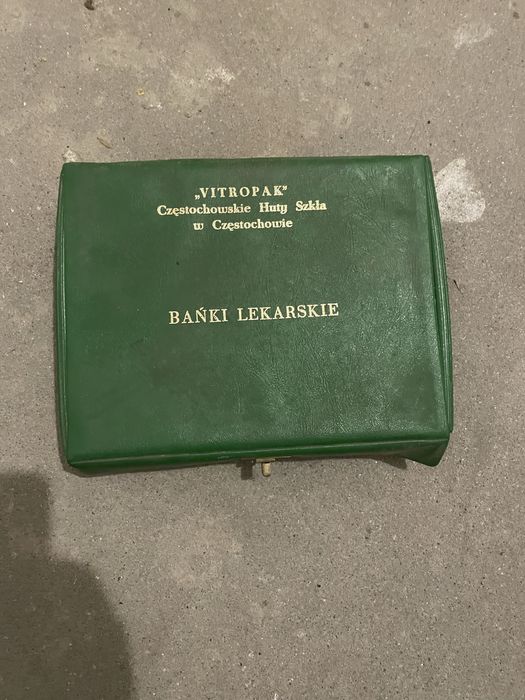 „VITROPAK”
Częstochowskie Huty Szkła
w Częstochowie
BAŃKI LEKARSKIE